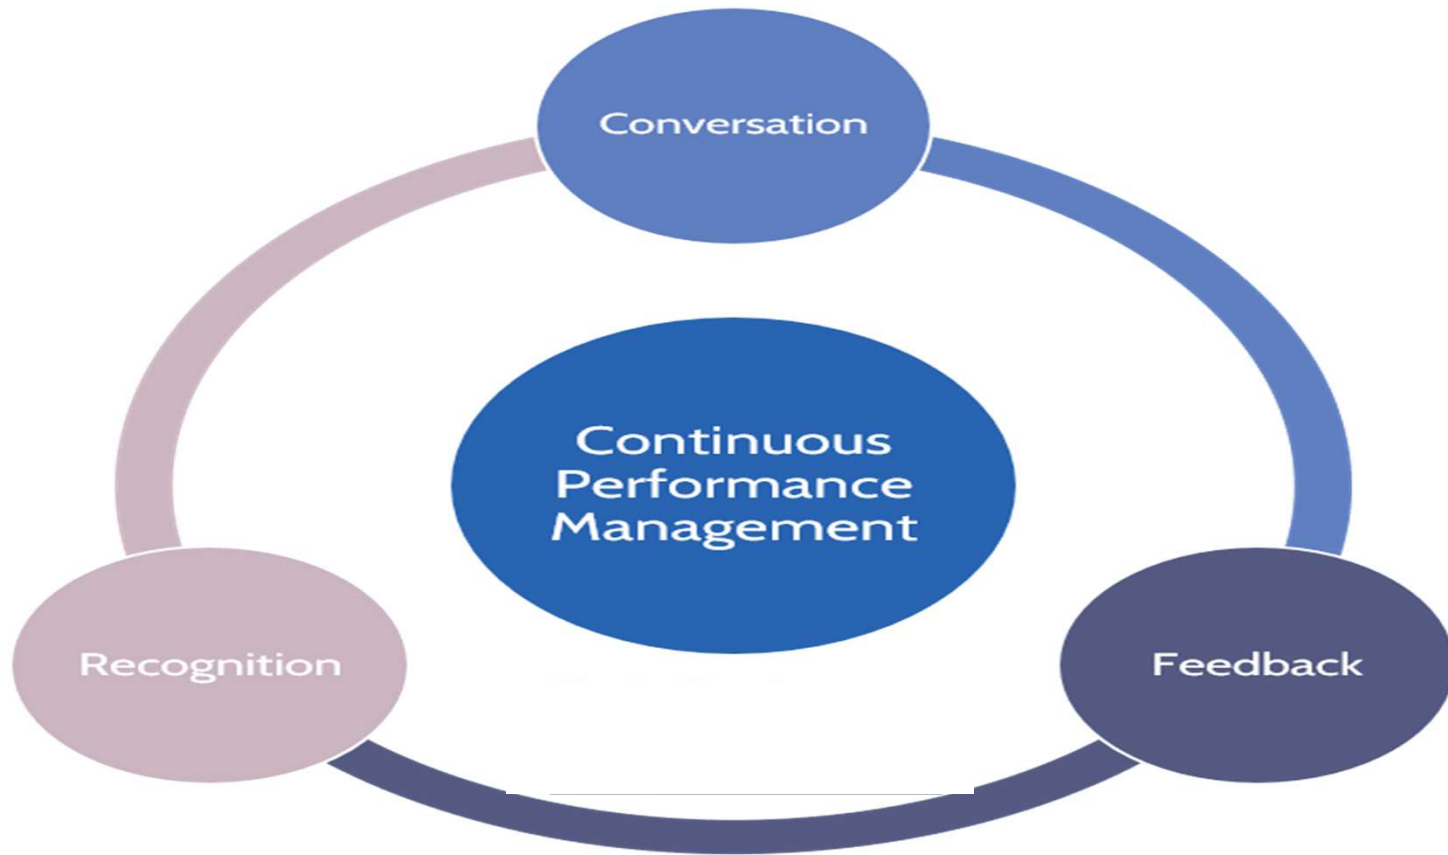 Conversation
Continuous
Performance
Management
Recognition
Feedback